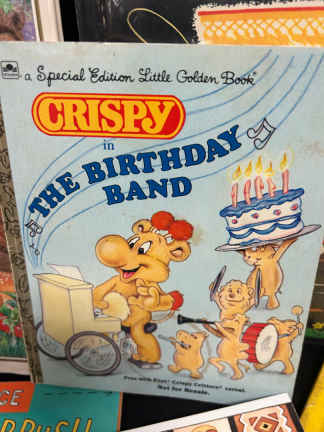 a Special Edition Little Golden Book®
CRISPY
in
THE BIRTHDAY
BAND
Free with Post® Crispy Critters® cereal.
Not for Resale.
CE